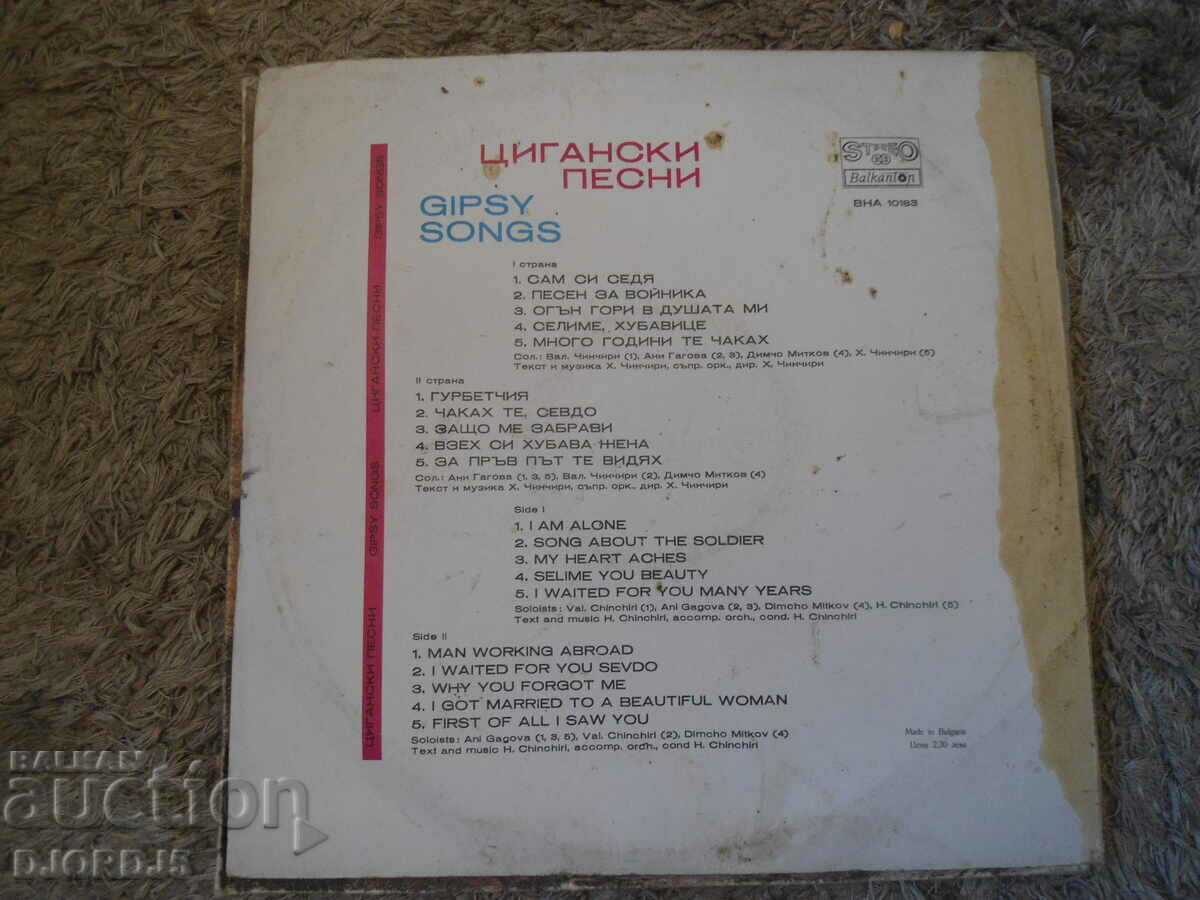 ЦИГАНСКИ
ПЕСНИ
GIPSY
SONGS
STEREO
Balkanton
ВНА 10183
I страна
1. САМ СИ СЕДЯ
2. ПЕСЕН ЗА ВОЙНИКА
3. ОГЪН ГОРИ В ДУШАТА МИ
4. СЕЛИМЕ, ХУБАВИЦЕ
5. МНОГО ГОДИНИ ТЕ ЧАКАХ
Сол.: Вал. Чинчири (1), Ани Гагова (2, 3), Димчо Митков (4), Х. Чинчири (5)
Текст и музика Х. Чинчири, съпр. орк., дир. Х. Чинчири
II страна
1. ГУРБЕТЧИЯ
2. ЧАКАХ ТЕ, СЕВДО
3. ЗАЩО МЕ ЗАБРАВИ
4. ВЗЕХ СИ ХУБАВА ЖЕНА
5. ЗА ПРЪВ ПЪТ ТЕ ВИДЯХ
Сол.: Ани Гагова (1, 3, 5), Вал. Чинчири (2), Димчо Митков (4)
Текст и музика Х. Чинчири, съпр. орк., дир. Х. Чинчири
Side I
1. I AM ALONE
2. SONG ABOUT THE SOLDIER
3. MY HEART ACHES
4. SELIME YOU BEAUTY
5. I WAITED FOR YOU MANY YEARS
Soloists: Val. Chinchiri (1), Ani Gagova (2, 3), Dimcho Mitkov (4), H. Chinchiri (5)
Text and music H. Chinchiri, accomp. orch., cond. H. Chinchiri
Side II
1. MAN WORKING ABROAD
2. I WAITED FOR YOU SEVDO
3. WHY YOU FORGOT ME
4. I GOT MARRIED TO A BEAUTIFUL WOMAN
5. FIRST OF ALL I SAW YOU
Soloists: Ani Gagova (1, 3, 5), Val. Chinchiri (2), Dimcho Mitkov (4)
Text and music H. Chinchiri, accomp. orch., cond H. Chinchiri
Made in Bulgaria
Цена 2,30 лева
ЦИГАНСКИ ПЕСНИ GIPSY SONGS ЦИГАНСКИ ПЕСНИ GIPSY SONGS
BALKAN
auction
DJORDJ5